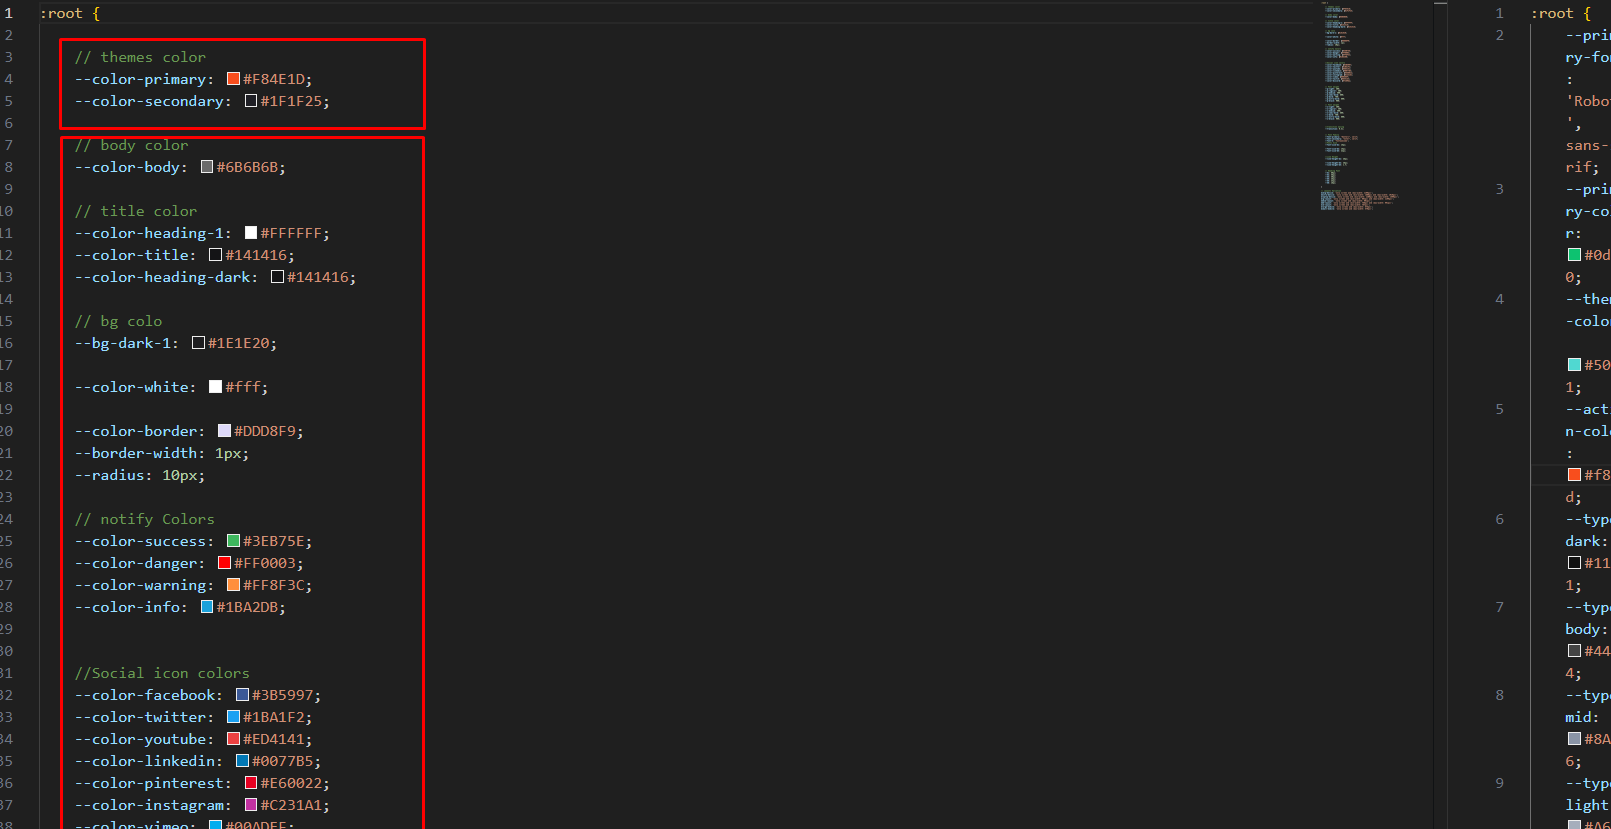 1 :root {
2
3 // themes color
4 --color-primary: #F84E1D;
5 --color-secondary: #1F1F25;
6
7 // body color
8 --color-body: #6B6B6B;
9
10 // title color
11 --color-heading-1: #FFFFFF;
12 --color-title: #141416;
13 --color-heading-dark: #141416;
14
15 // bg colo
16 --bg-dark-1: #1E1E20;
17
18 --color-white: #fff;
19
20 --color-border: #DDD8F9;
21 --border-width: 1px;
22 --radius: 10px;
23
24 // notify Colors
25 --color-success: #3EB75E;
26 --color-danger: #FF0003;
27 --color-warning: #FF8F3C;
28 --color-info: #1BA2DB;
29
30
31 //Social icon colors
32 --color-facebook: #3B5997;
33 --color-twitter: #1BA1F2;
34 --color-youtube: #ED4141;
35 --color-linkedin: #0077B5;
36 --color-pinterest: #E60022;
37 --color-instagram: #C231A1;
38 --color-vimeo: #00ADEF;
1 :root {
2 --prim
ry-fo
:
'Robo
',
sans-
rif;
3 --prim
ry-co
r:
#0d
0;
4 --the
-colo
#50
1;
5 --act
n-col
:
#f8
d;
6 --typ
dark:
#11
1;
7 --typ
body:
#44
4;
8 --typ
mid:
#8A
6;
9 --typ
light
#A6